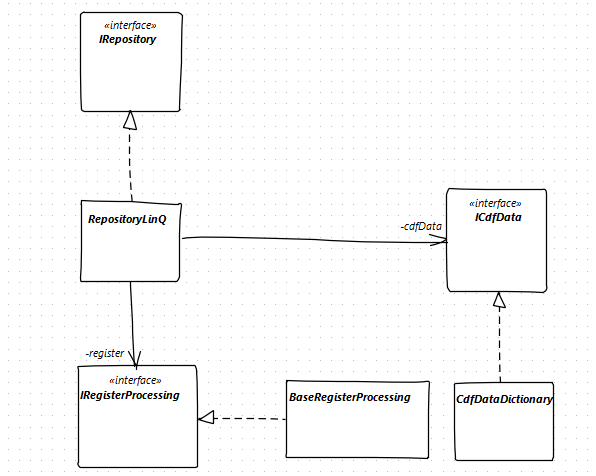 «interface»
IRepository
RepositoryLinQ
«interface»
ICdfData
-cdfData
-register
«interface»
IRegisterProcessing
BaseRegisterProcessing
CdfDataDictionary